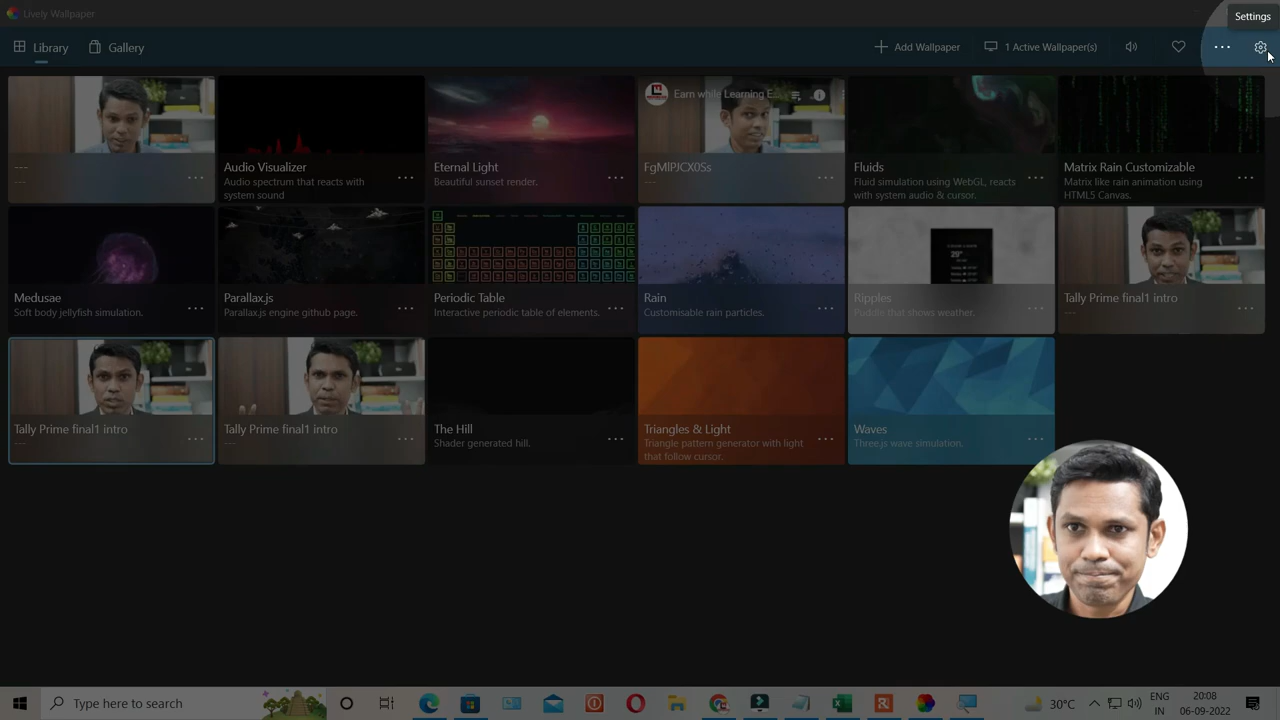 Lively Wallpaper
Settings
Library
Gallery
Add Wallpaper
1 Active Wallpaper(s)
---
---
Audio Visualizer
Audio spectrum that reacts with
system sound
Eternal Light
Beautiful sunset render.
Earn while Learning E...
FgMlPJCX0Ss
---
Fluids
Fluid simulation using WebGL, reacts
with system audio & cursor.
Matrix Rain Customizable
Matrix like rain animation using
HTML5 Canvas.
Medusae
Soft body jellyfish simulation.
Parallax.js
Parallax.js engine github page.
Periodic Table
Interactive periodic table of elements.
Rain
Customisable rain particles.
29°
Ripples
Puddle that shows weather.
Tally Prime final1 intro
---
Tally Prime final1 intro
---
Tally Prime final1 intro
---
The Hill
Shader generated hill.
Triangles & Light
Triangle pattern generator with light
that follow cursor.
Waves
Three.js wave simulation.
Type here to search
30°C
ENG
IN
20:08
06-09-2022